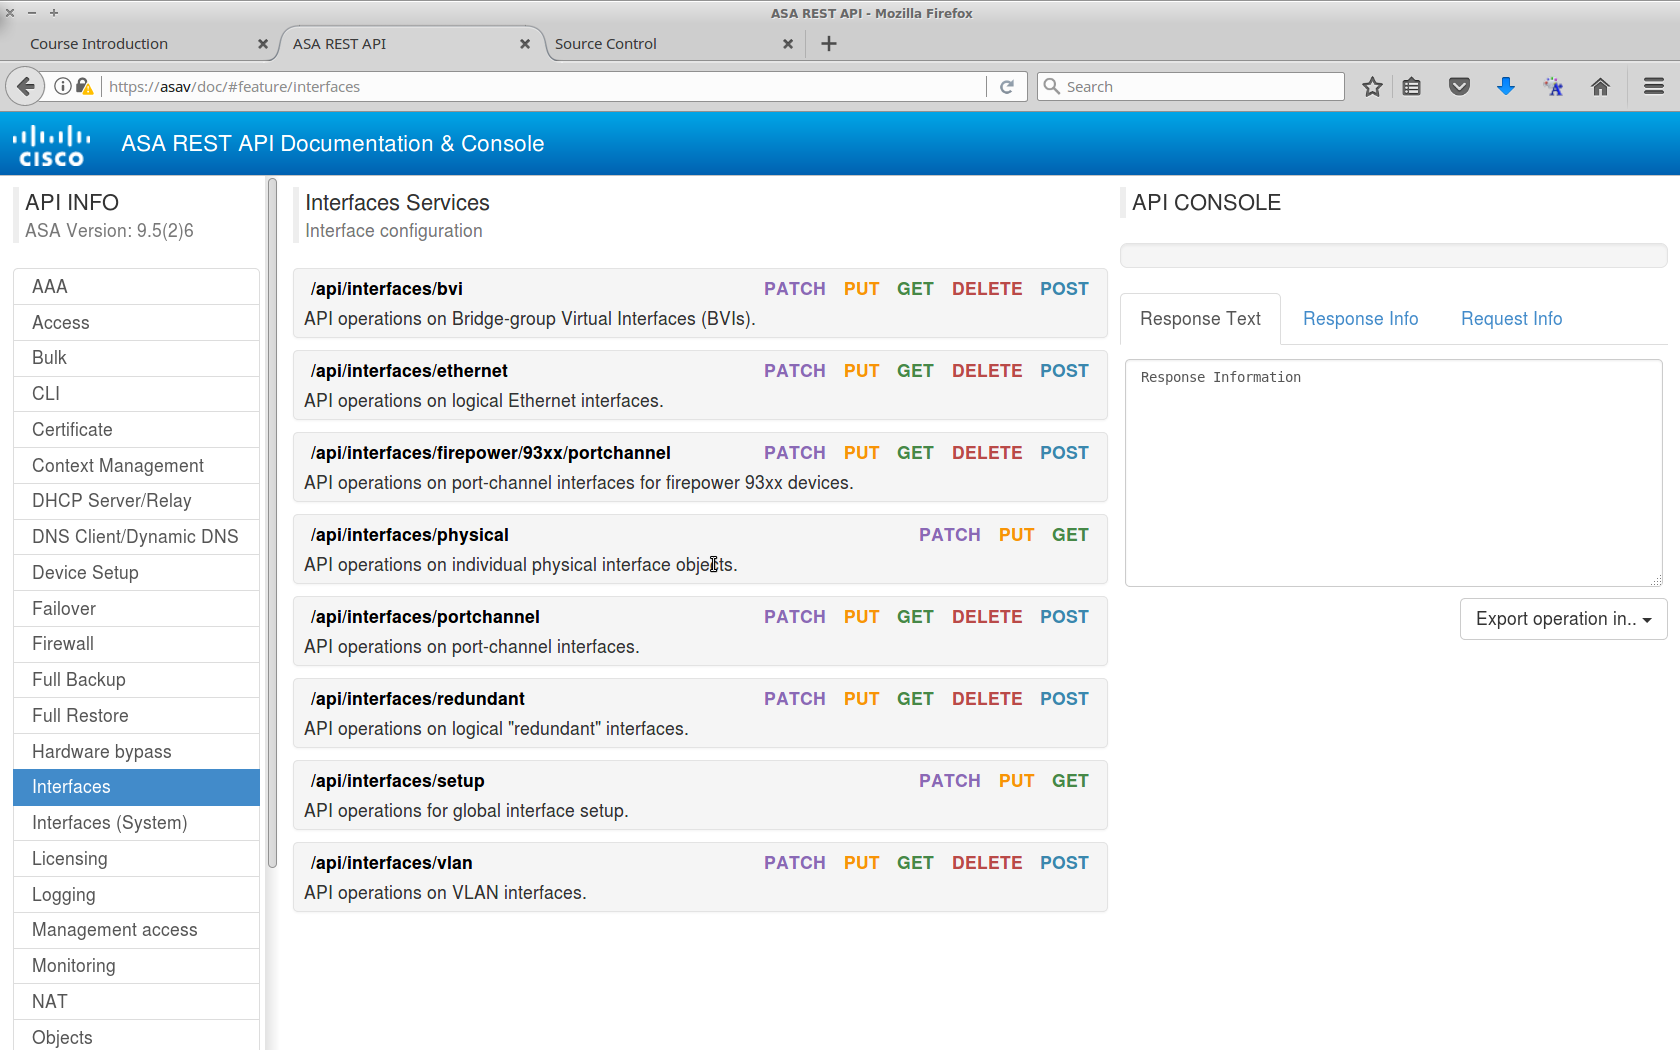 ASA REST API - Mozilla Firefox
Course Introduction
ASA REST API
Source Control
https://asav/doc/#feature/interfaces
Search
CISCO
ASA REST API Documentation & Console
API INFO
ASA Version: 9.5(2)6
AAA
Access
Bulk
CLI
Certificate
Context Management
DHCP Server/Relay
DNS Client/Dynamic DNS
Device Setup
Failover
Firewall
Full Backup
Full Restore
Hardware bypass
Interfaces
Interfaces (System)
Licensing
Logging
Management access
Monitoring
NAT
Objects
Interfaces Services
Interface configuration
/api/interfaces/bvi PATCH PUT GET DELETE POST
API operations on Bridge-group Virtual Interfaces (BVIs).
/api/interfaces/ethernet PATCH PUT GET DELETE POST
API operations on logical Ethernet interfaces.
/api/interfaces/firepower/93xx/portchannel PATCH PUT GET DELETE POST
API operations on port-channel interfaces for firepower 93xx devices.
/api/interfaces/physical PATCH PUT GET
API operations on individual physical interface objects.
/api/interfaces/portchannel PATCH PUT GET DELETE POST
API operations on port-channel interfaces.
/api/interfaces/redundant PATCH PUT GET DELETE POST
API operations on logical "redundant" interfaces.
/api/interfaces/setup PATCH PUT GET
API operations for global interface setup.
/api/interfaces/vlan PATCH PUT GET DELETE POST
API operations on VLAN interfaces.
API CONSOLE
Response Text Response Info Request Info
Response Information
Export operation in..